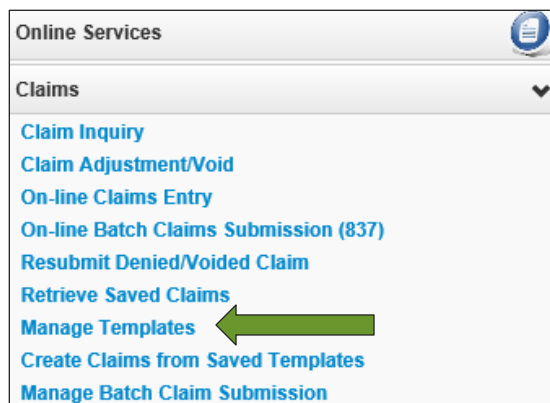 Online Services
Claims
Claim Inquiry
Claim Adjustment/Void
On-line Claims Entry
On-line Batch Claims Submission (837)
Resubmit Denied/Voided Claim
Retrieve Saved Claims
Manage Templates
Create Claims from Saved Templates
Manage Batch Claim Submission